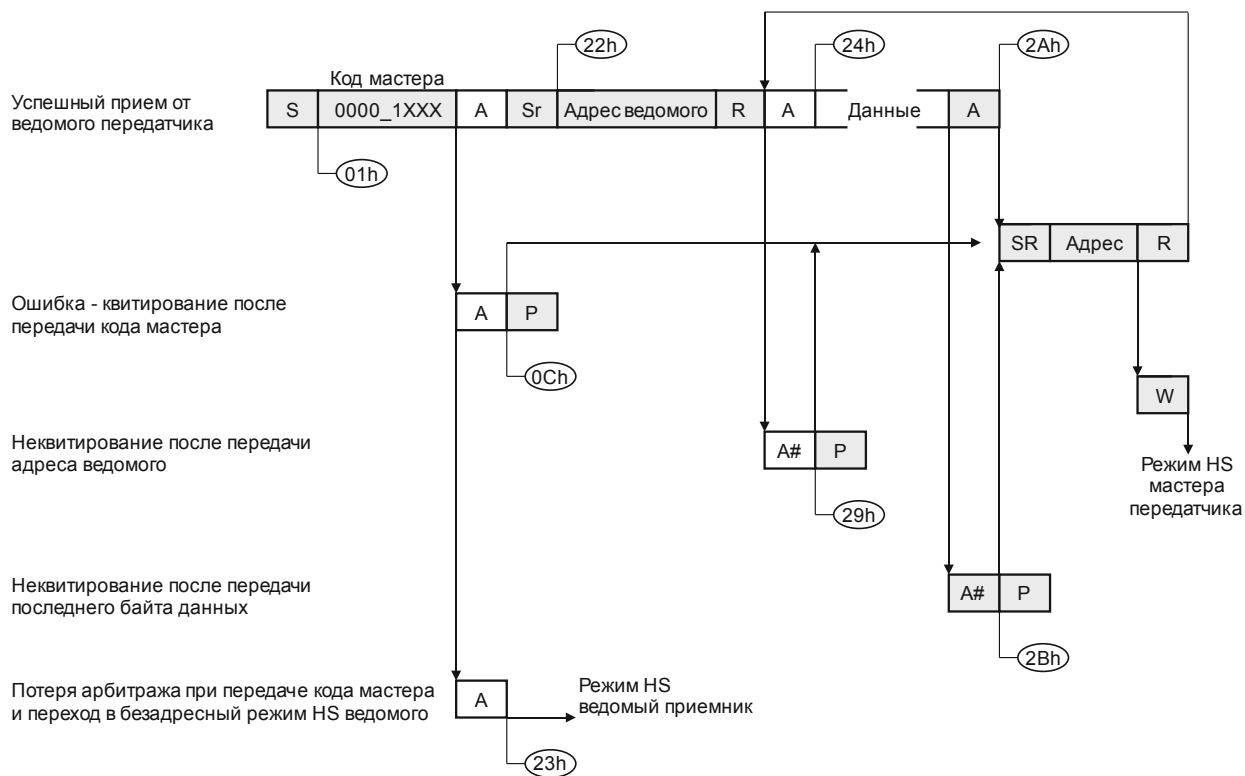 22h
24h
2Ah
Код мастера
Успешный прием от
ведомого передатчика
S 0000_1XXX A Sr Адрес ведомого R A Данные A
01h
SR Адрес R
Ошибка - квитирование после
передачи кода мастера
A P
0Ch
W
Неквитирование после передачи
адреса ведомого
A# P
Режим HS
мастера
передатчика
29h
Неквитирование после передачи
последнего байта данных
A# P
2Bh
Потеря арбитража при передаче кода мастера
и переход в безадресный режим HS ведомого
A
Режим HS
ведомый приемник
23h